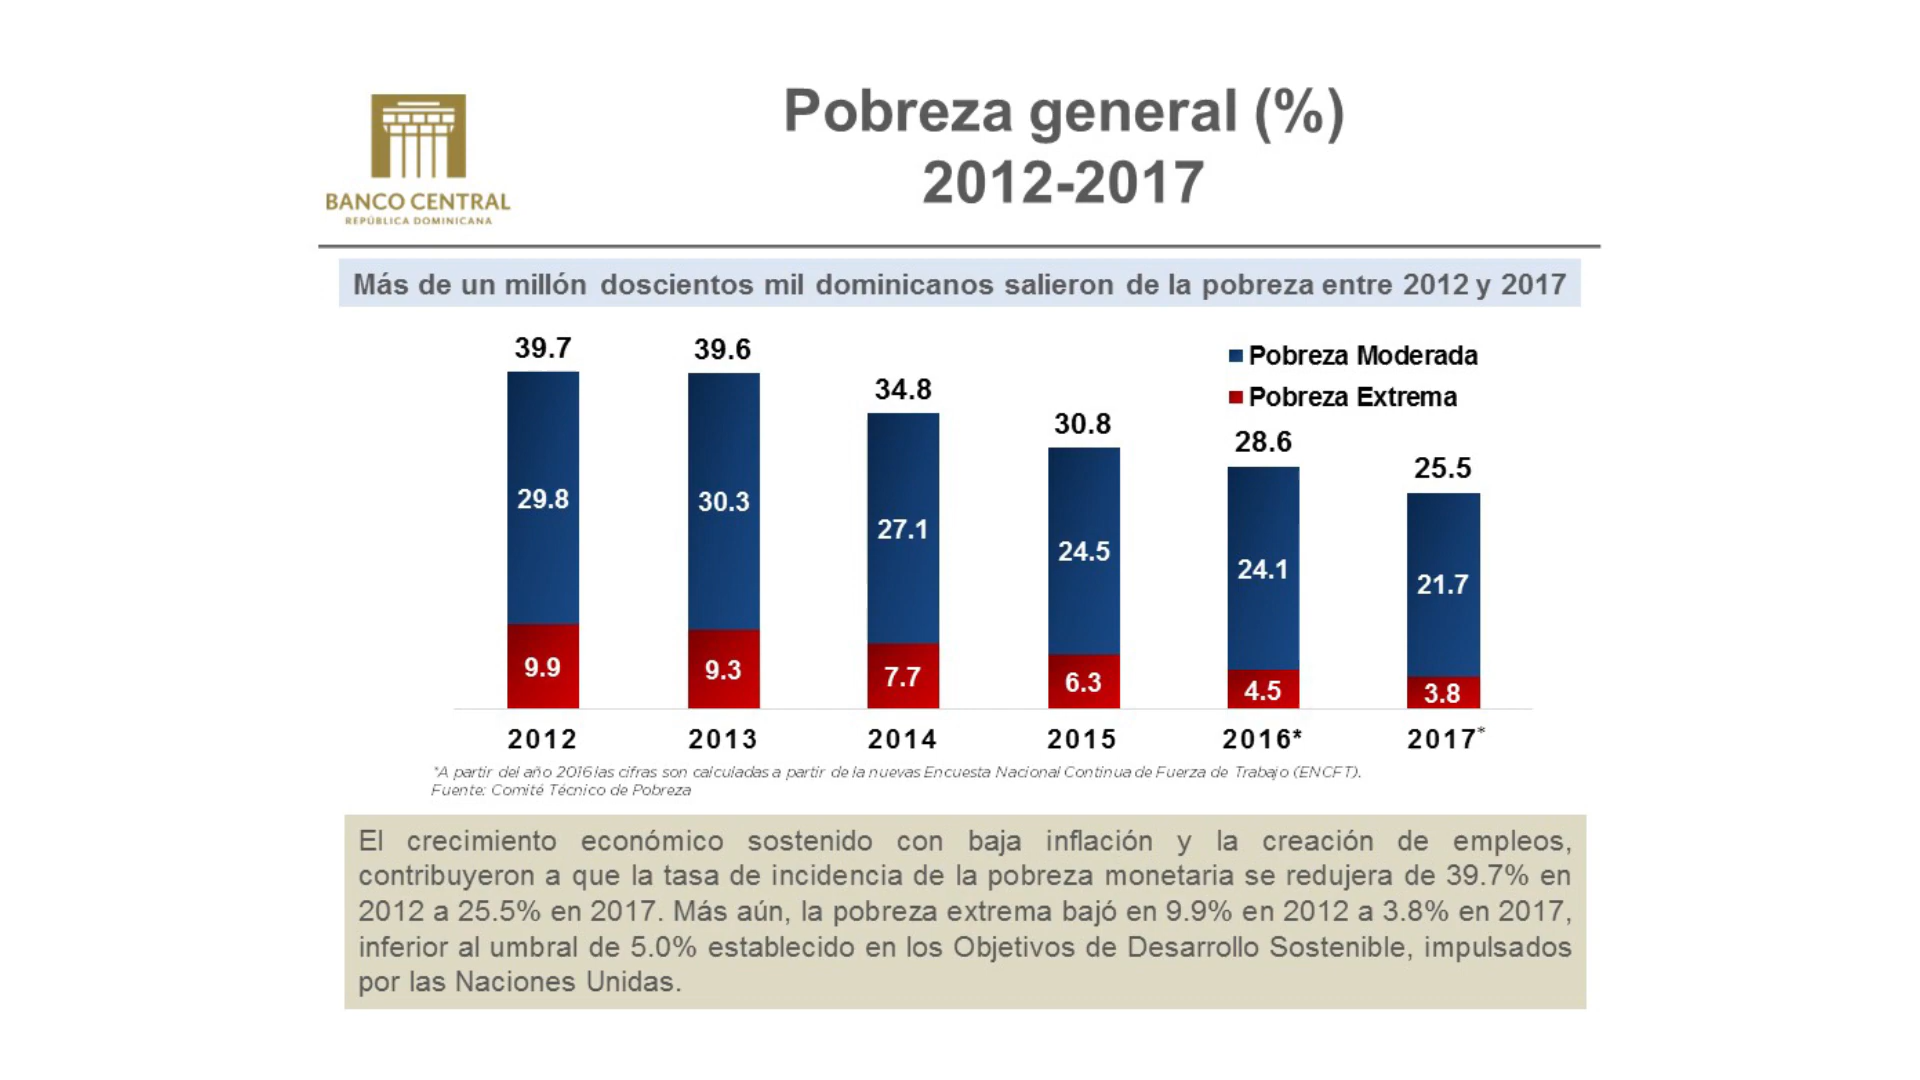 BANCO CENTRAL
REPÚBLICA DOMINICANA
Pobreza general (%)
2012-2017
Más de un millón doscientos mil dominicanos salieron de la pobreza entre 2012 y 2017
Pobreza Moderada
Pobreza Extrema
39.7
39.6
34.8
30.8
28.6
25.5
29.8
30.3
27.1
24.5
24.1
21.7
9.9
9.3
7.7
6.3
4.5
3.8
2012
2013
2014
2015
2016*
2017*
*A partir del año 2016 las cifras son calculadas a partir de la nuevas Encuesta Nacional Continua de Fuerza de Trabajo (ENCFT).
Fuente: Comité Técnico de Pobreza
El crecimiento económico sostenido con baja inflación y la creación de empleos,
contribuyeron a que la tasa de incidencia de la pobreza monetaria se redujera de 39.7% en
2012 a 25.5% en 2017. Más aún, la pobreza extrema bajó en 9.9% en 2012 a 3.8% en 2017,
inferior al umbral de 5.0% establecido en los Objetivos de Desarrollo Sostenible, impulsados
por las Naciones Unidas.